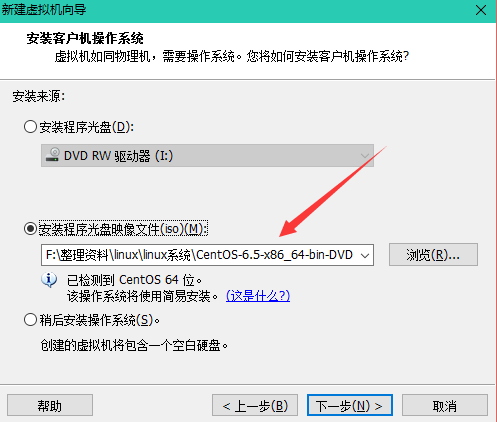 新建虚拟机向导
安装客户机操作系统
虚拟机如同物理机，需要操作系统。您将如何安装客户机操作系统?
安装来源:
安装程序光盘(D):
DVD RW 驱动器 (I:)
安装程序光盘映像文件(iso)(M):
F:\整理资料\linux\linux系统\CentOS-6.5-x86_64-bin-DVD
浏览(R)...
已检测到 CentOS 64 位。
该操作系统将使用简易安装。 (这是什么?)
稍后安装操作系统(S)。
创建的虚拟机将包含一个空白硬盘。
帮助
< 上一步(B)
下一步(N) >
取消